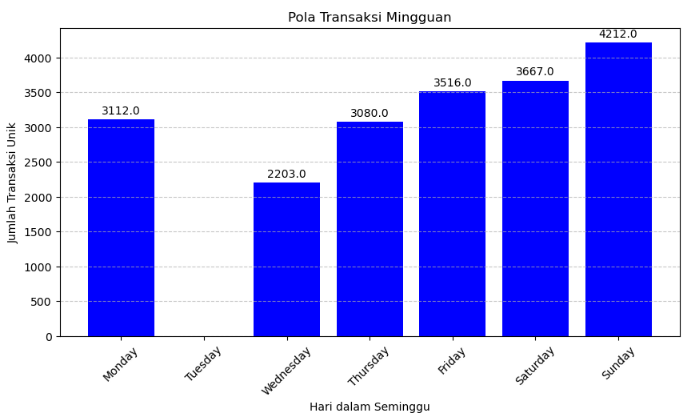 Pola Transaksi Mingguan
Jumlah Transaksi Unik
4000
3500
3000
2500
2000
1500
1000
500
0
3112.0
2203.0
3080.0
3516.0
3667.0
4212.0
Monday
Tuesday
Wednesday
Thursday
Friday
Saturday
Sunday
Hari dalam Seminggu